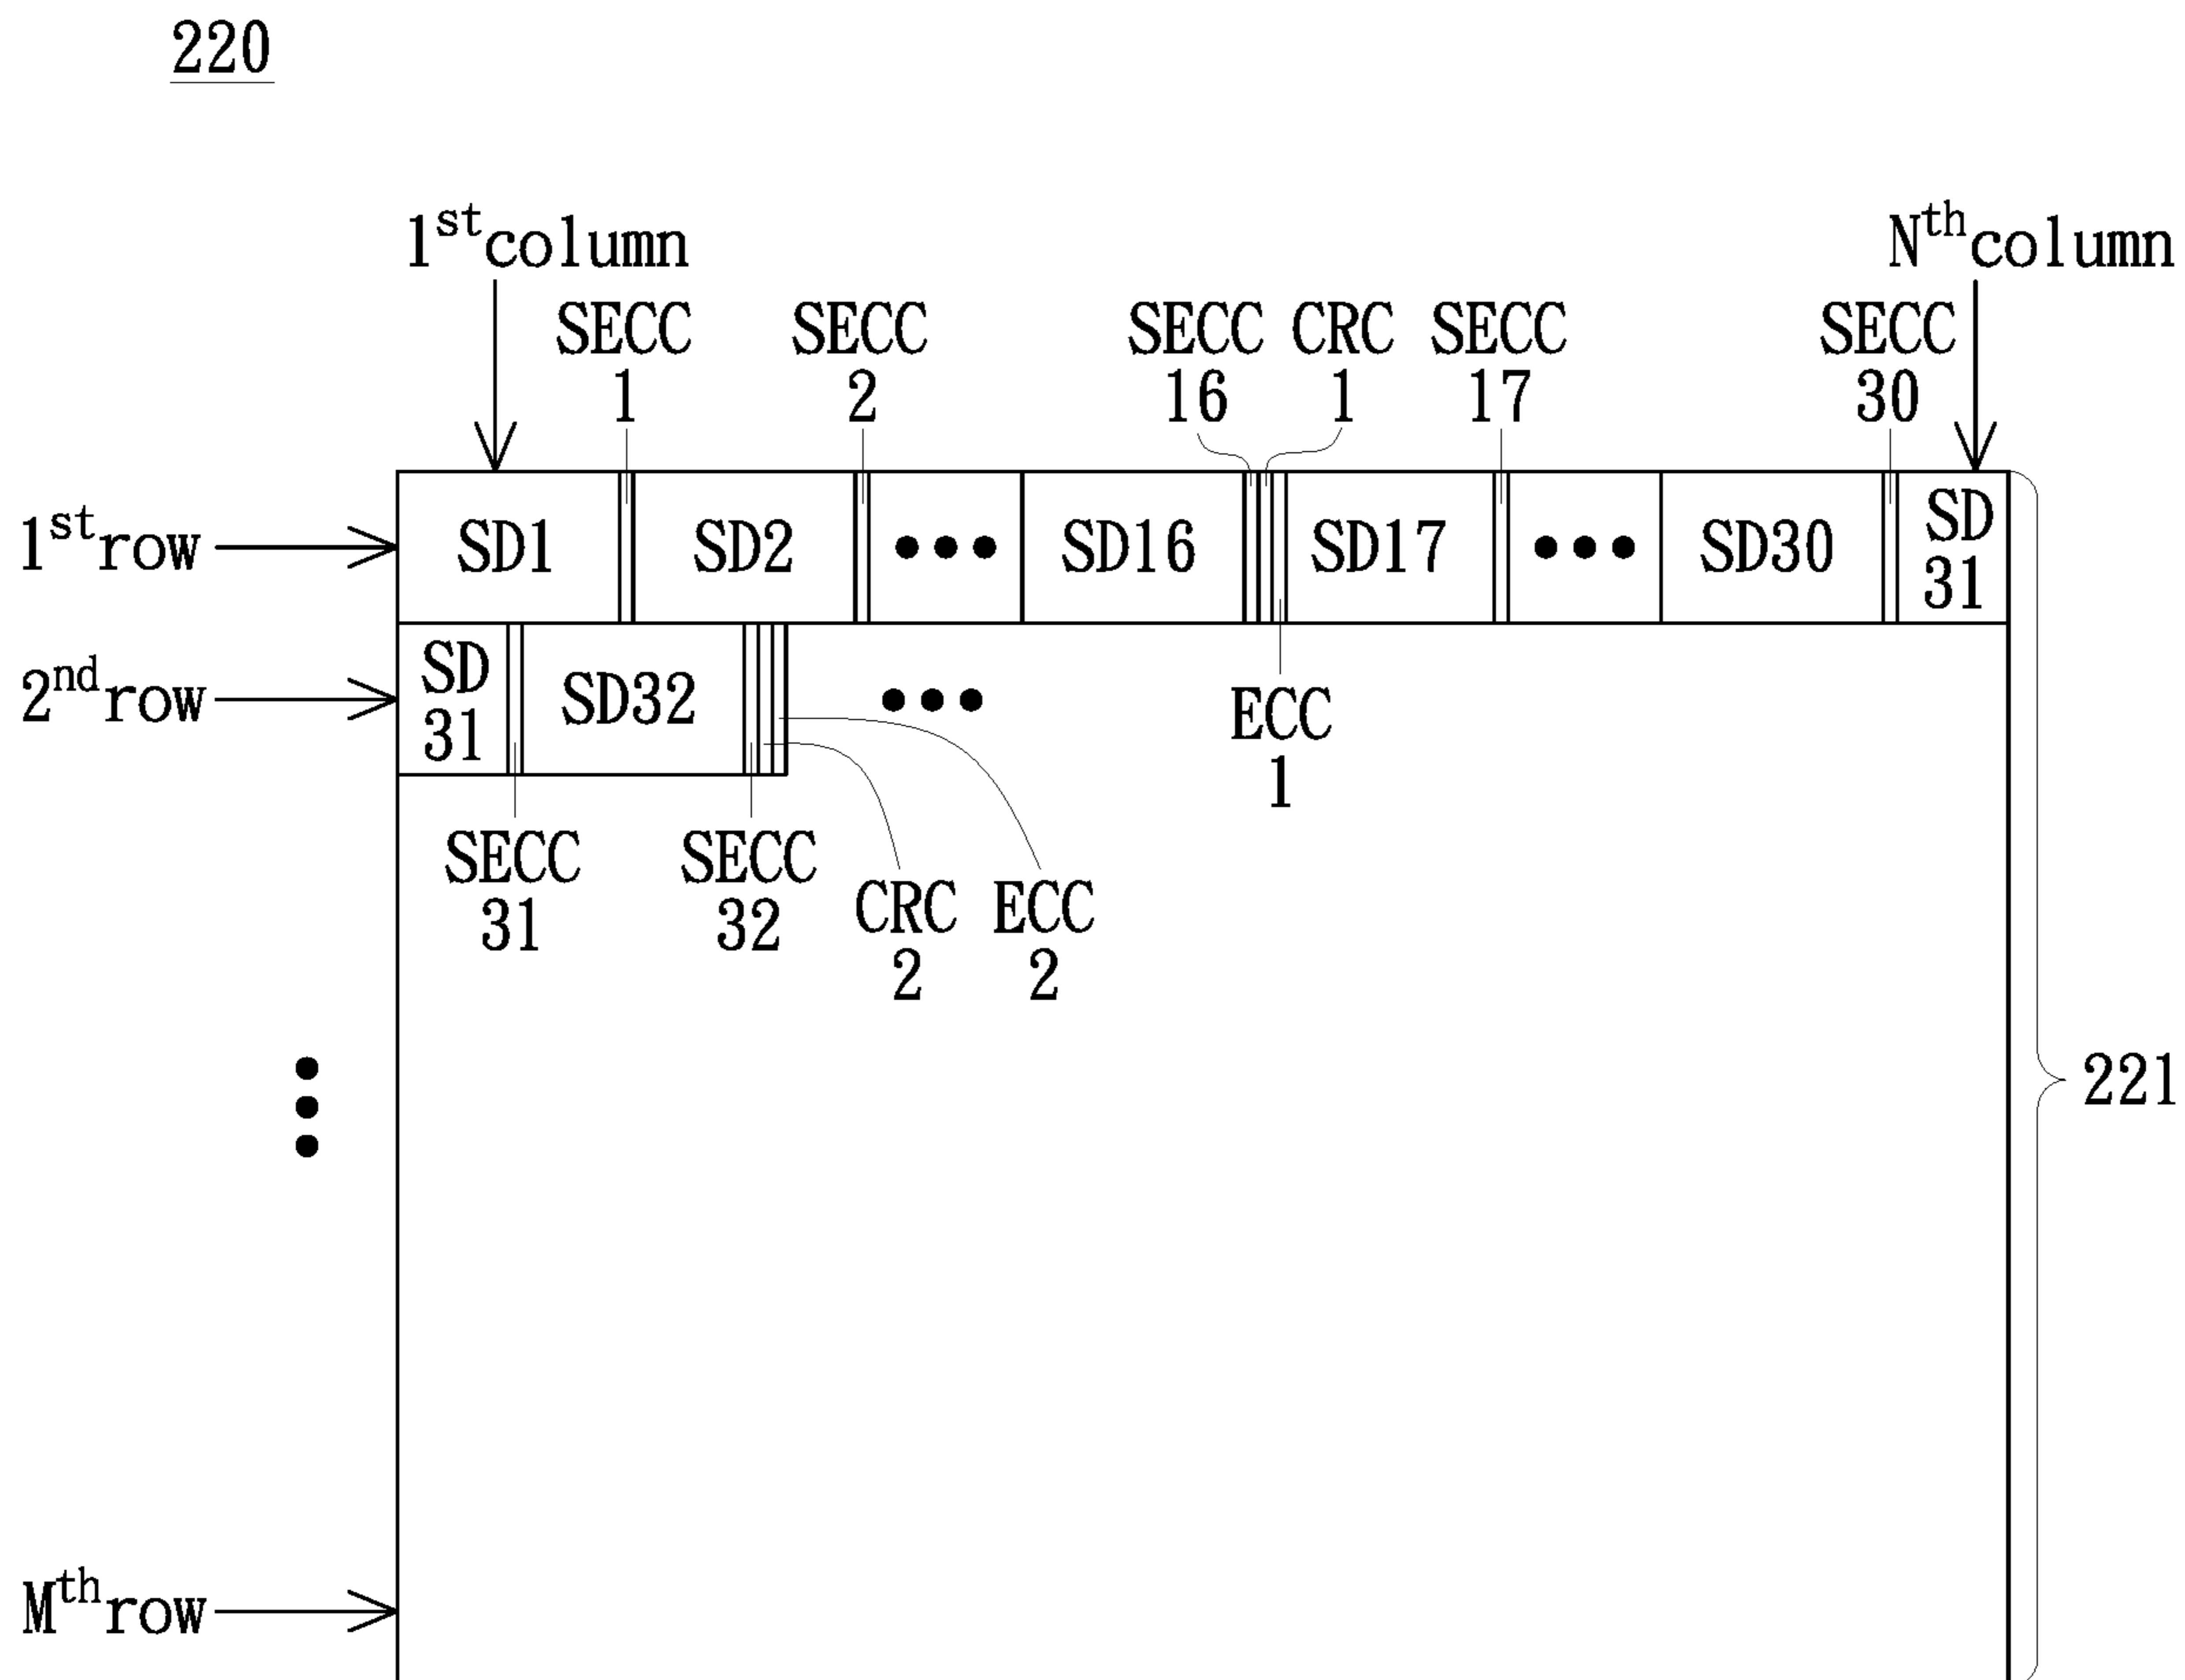 220
1st column
Nth column
SECC
1
SECC
2
SECC
16
CRC
1
SECC
17
SECC
30
1st row
SD1
SD2
SD16
SD17
SD30
SD
31
2nd row
SD
31
SD32
ECC
1
SECC
31
SECC
32
CRC
2
ECC
2
221
Mth row